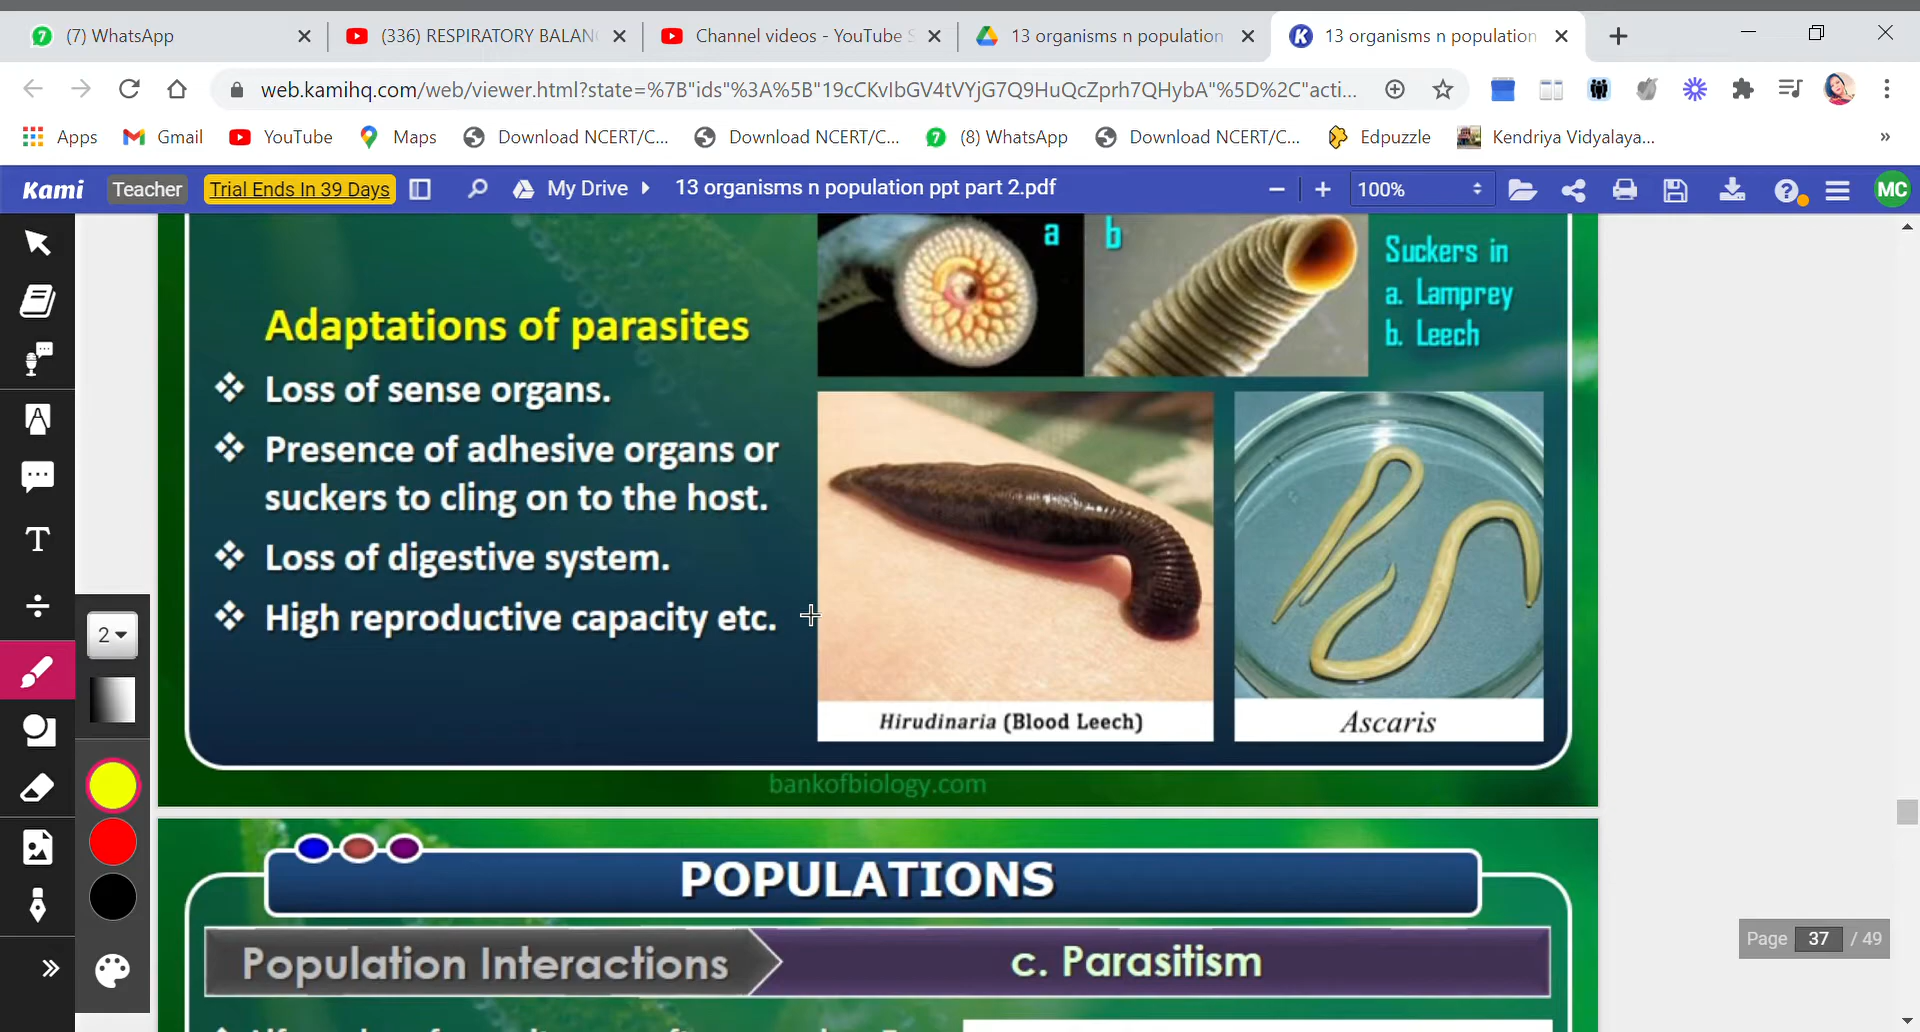 (7) WhatsApp
(336) RESPIRATORY BALAN
Channel videos - YouTube S
13 organisms n population
13 organisms n population
web.kamihq.com/web/viewer.html?state=%7B"ids"%3A%5B"19cCKvIbGV4tVYjG7Q9HuQcZprh7QHybA"%5D%2C"acti...
Apps
Gmail
YouTube
Maps
Download NCERT/C...
Download NCERT/C...
(8) WhatsApp
Download NCERT/C...
Edpuzzle
Kendriya Vidyalaya...
»
Kami
Teacher
Trial Ends In 39 Days
My Drive
13 organisms n population ppt part 2.pdf
100%
MC
a
b
Suckers in
a. Lamprey
b. Leech
Adaptations of parasites
Loss of sense organs.
Presence of adhesive organs or
suckers to cling on to the host.
Loss of digestive system.
High reproductive capacity etc.
2
Hirudinaria (Blood Leech)
Ascaris
bankofbiology.com
POPULATIONS
Population Interactions
c. Parasitism
Page 37 / 49